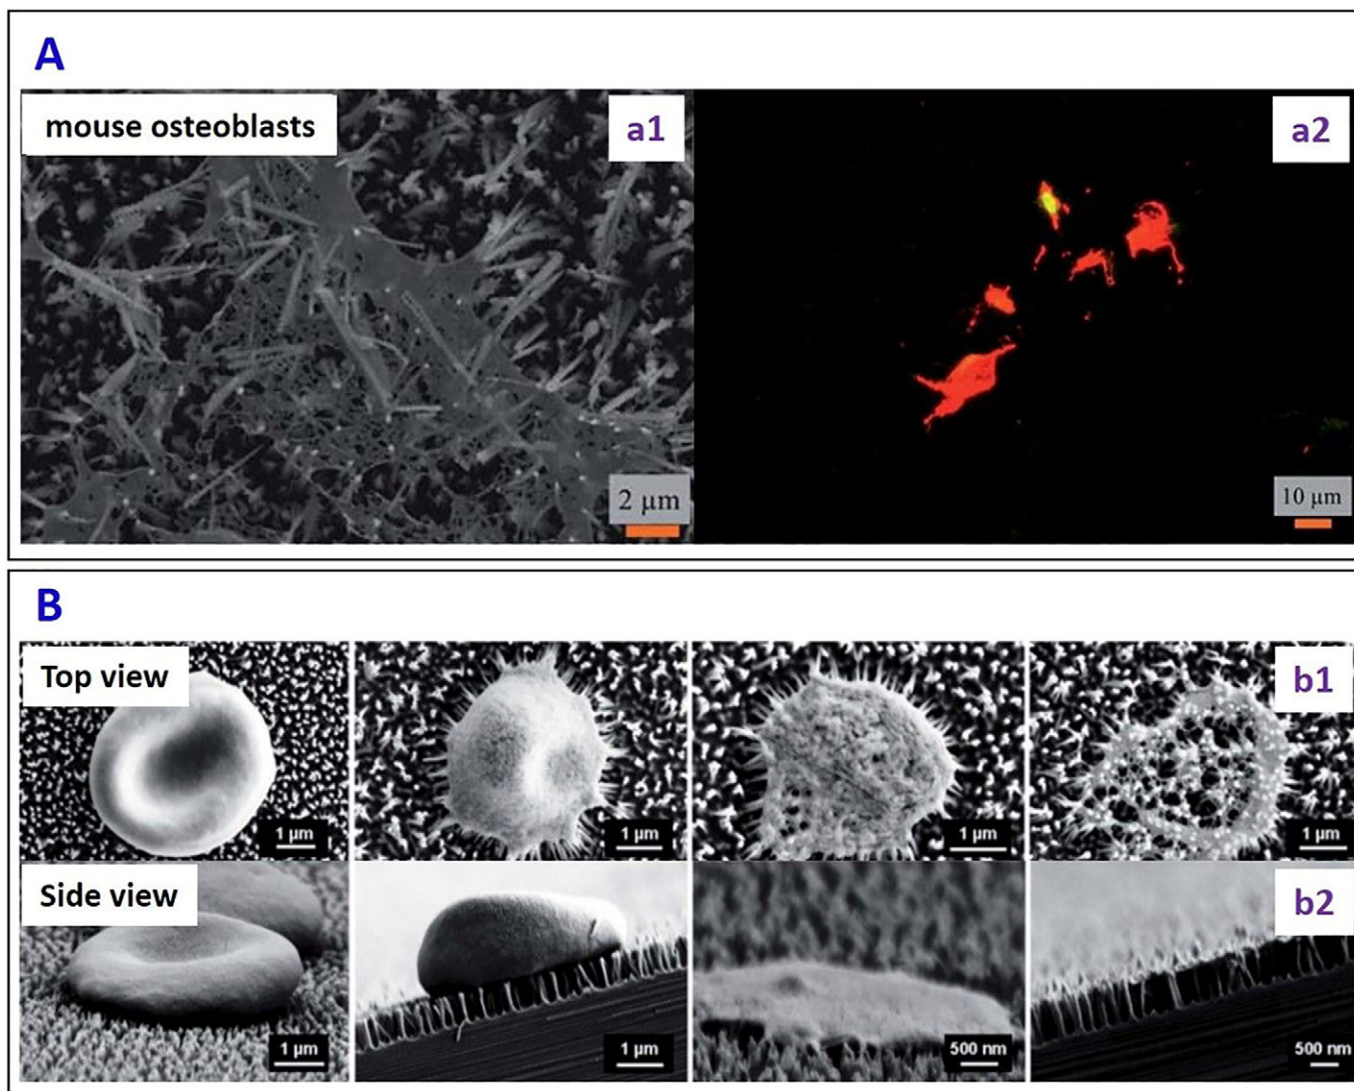 A
mouse osteoblasts
a1
a2
2 µm
10 µm
B
Top view
b1
1 µm
1 µm
1 µm
1 µm
Side view
b2
1 µm
1 µm
500 nm
500 nm